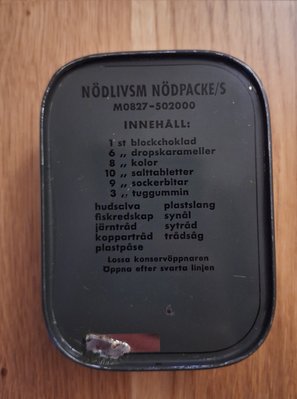 NÖDLIVSM NÖDPACKE/S
M0827-502000
INNEHÅLL:
1 st blockchoklad
6 ,, dropskarameller
8 ,, kolor
10 ,, salttabletter
9 ,, sockerbitar
3 ,, tuggummin
hudsalva plastslang
fiskredskap synål
järntråd sytråd
koppartråd trådsåg
plastpåse
Lossa konservöppnaren
Öppna efter svarta linjen